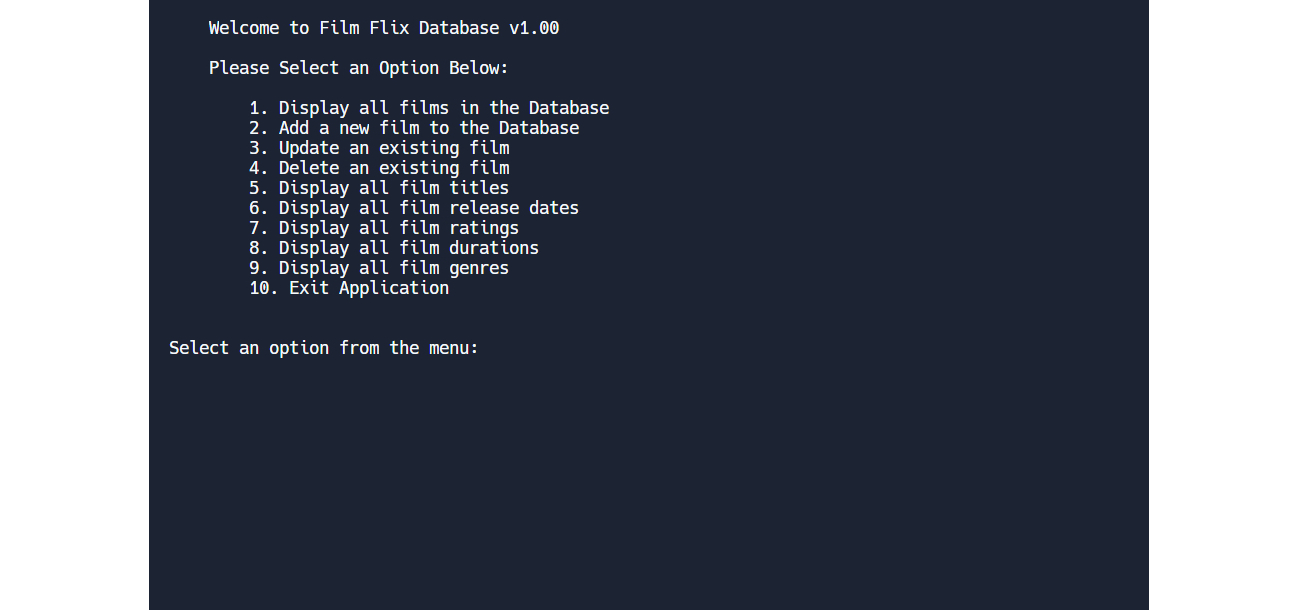 Welcome to Film Flix Database v1.00
Please Select an Option Below:
1. Display all films in the Database
2. Add a new film to the Database
3. Update an existing film
4. Delete an existing film
5. Display all film titles
6. Display all film release dates
7. Display all film ratings
8. Display all film durations
9. Display all film genres
10. Exit Application
Select an option from the menu: